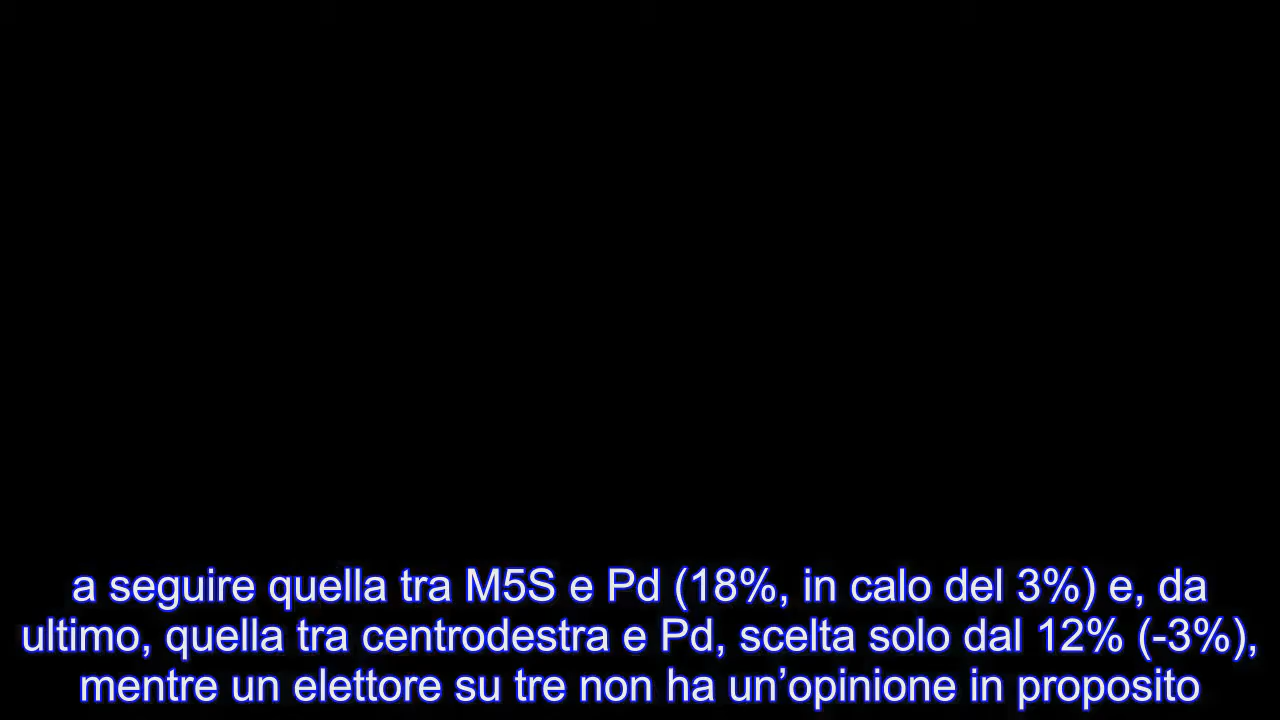 a seguire quella tra M5S e Pd (18%, in calo del 3%) e, da
ultimo, quella tra centrodestra e Pd, scelta solo dal 12% (-3%),
mentre un elettore su tre non ha un’opinione in proposito